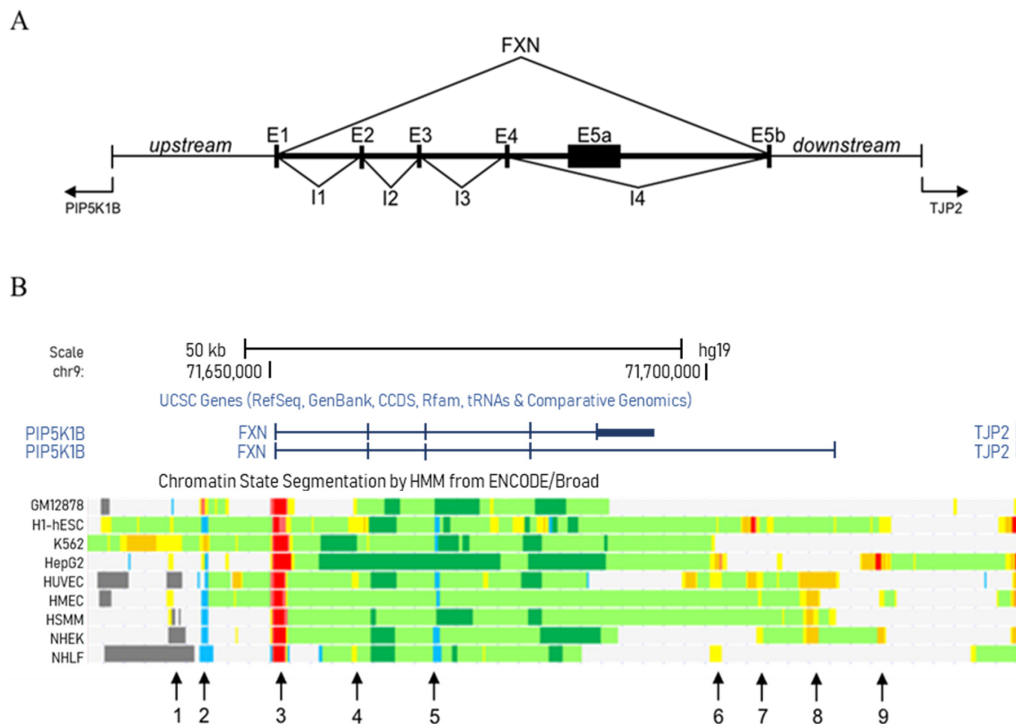 A
FXN
upstream E1 E2 E3 E4 E5a E5b downstream
I1 I2 I3 I4
PIP5K1B TJP2
B
Scale 50 kb hg19
chr9: 71,650,000 71,700,000
UCSC Genes (RefSeq, GenBank, CCDS, Rfam, tRNAs & Comparative Genomics)
PIP5K1B FXN TJP2
PIP5K1B FXN TJP2
Chromatin State Segmentation by HMM from ENCODE/Broad
GM12878
H1-hESC
K562
HepG2
HUVEC
HMEC
HSMM
NHEK
NHLF
1 2 3 4 5 6 7 8 9